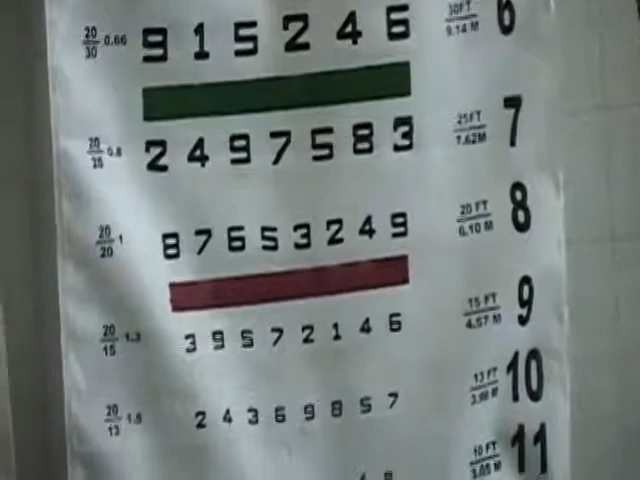 20/30 0.66 9 1 5 2 4 6 30FT/9.14 M 6
20/25 0.8 2 4 9 7 5 8 3 25FT/7.62M 7
20/20 1 8 7 6 5 3 2 4 9 20 FT/6.10 M 8
20/15 1.3 3 9 5 7 2 1 4 6 15 FT/4.57 M 9
20/13 1.5 2 4 3 6 9 8 5 7 13 FT 10
10 FT/3.05 M 11